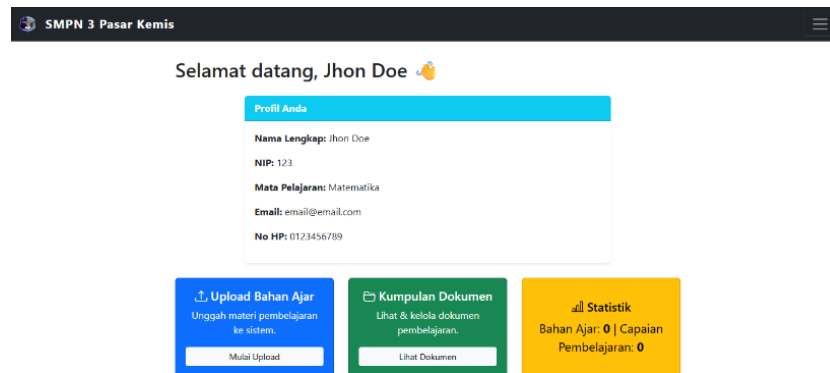 SMPN 3 Pasar Kemis
Selamat datang, Jhon Doe 👋
Profil Anda
Nama Lengkap: Jhon Doe
NIP: 123
Mata Pelajaran: Matematika
Email: email@email.com
No HP: 0123456789
Upload Bahan Ajar
Unggah materi pembelajaran
ke sistem.
Mulai Upload
Kumpulan Dokumen
Lihat & kelola dokumen
pembelajaran.
Lihat Dokumen
Statistik
Bahan Ajar: 0 | Capaian
Pembelajaran: 0